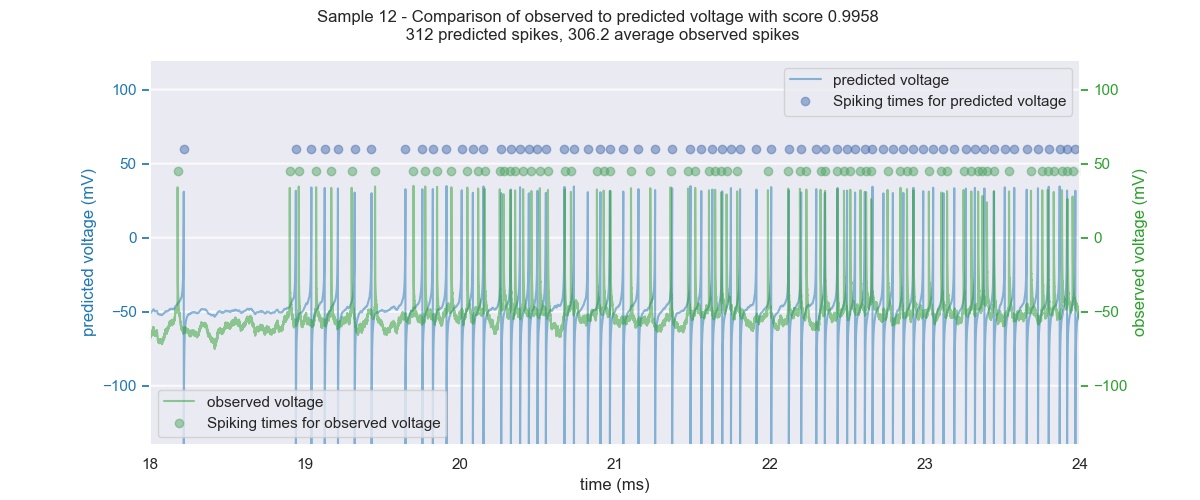 Sample 12 - Comparison of observed to predicted voltage with score 0.9958
312 predicted spikes, 306.2 average observed spikes
predicted voltage
Spiking times for predicted voltage
100
50
0
−50
−100
predicted voltage (mV)
100
50
0
−50
−100
observed voltage (mV)
observed voltage
Spiking times for observed voltage
18 19 20 21 22 23 24
time (ms)